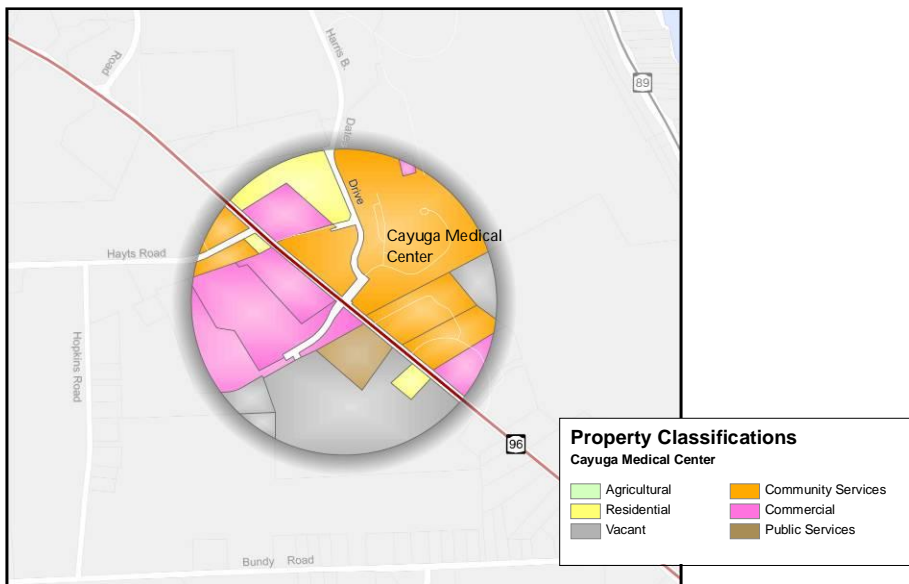 Road
Harris B.
Dates
Drive
89
Cayuga Medical
Center
Hayts Road
Hopkins Road
96
Bundy Road
Property Classifications
Cayuga Medical Center
Agricultural
Residential
Vacant
Community Services
Commercial
Public Services